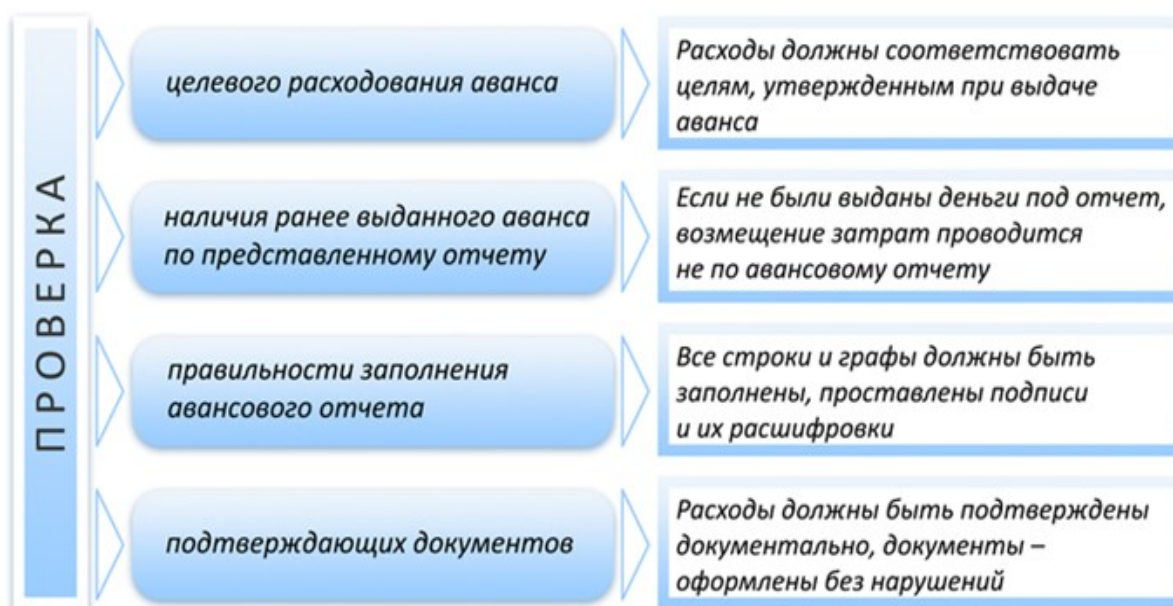 ПРОВЕРКА
целевого расходования аванса
Расходы должны соответствовать
целям, утвержденным при выдаче
аванса
наличия ранее выданного аванса
по представленному отчету
Если не были выданы деньги под отчет,
возмещение затрат проводится
не по авансовому отчету
правильности заполнения
авансового отчета
Все строки и графы должны быть
заполнены, проставлены подписи
и их расшифровки
подтверждающих документов
Расходы должны быть подтверждены
документально, документы –
оформлены без нарушений